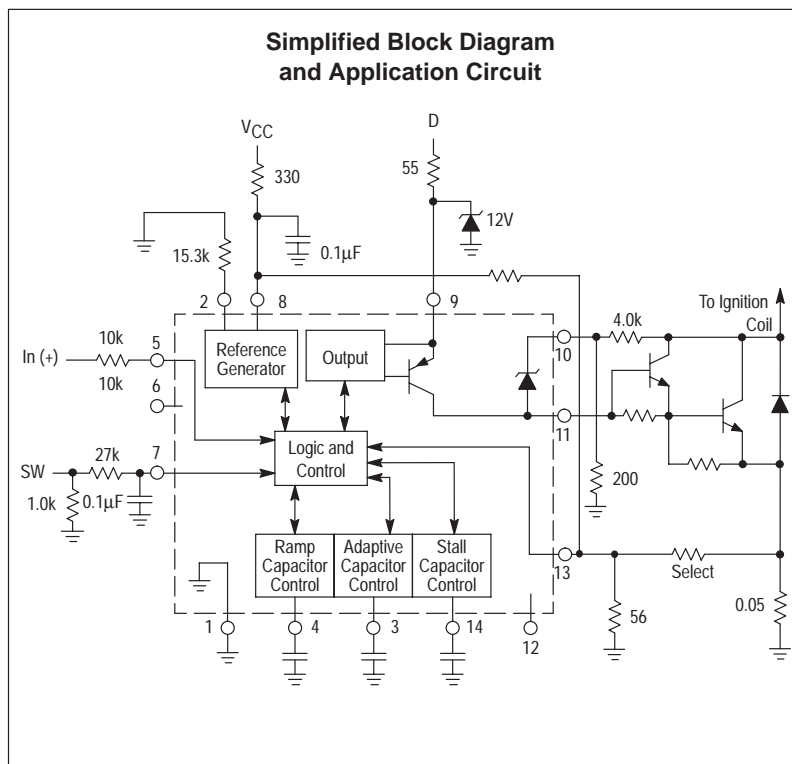 Simplified Block Diagram
and Application Circuit
VCC
D
330
55
12V
0.1µF
15.3k
2
8
9
To Ignition
Coil
4.0k
10k
5
In (+)
10k
6
Reference
Generator
Output
10
11
Logic and
Control
27k
7
SW
1.0k
0.1µF
200
Ramp
Capacitor
Control
Adaptive
Capacitor
Control
Stall
Capacitor
Control
13
Select
56
0.05
1
4
3
14
12